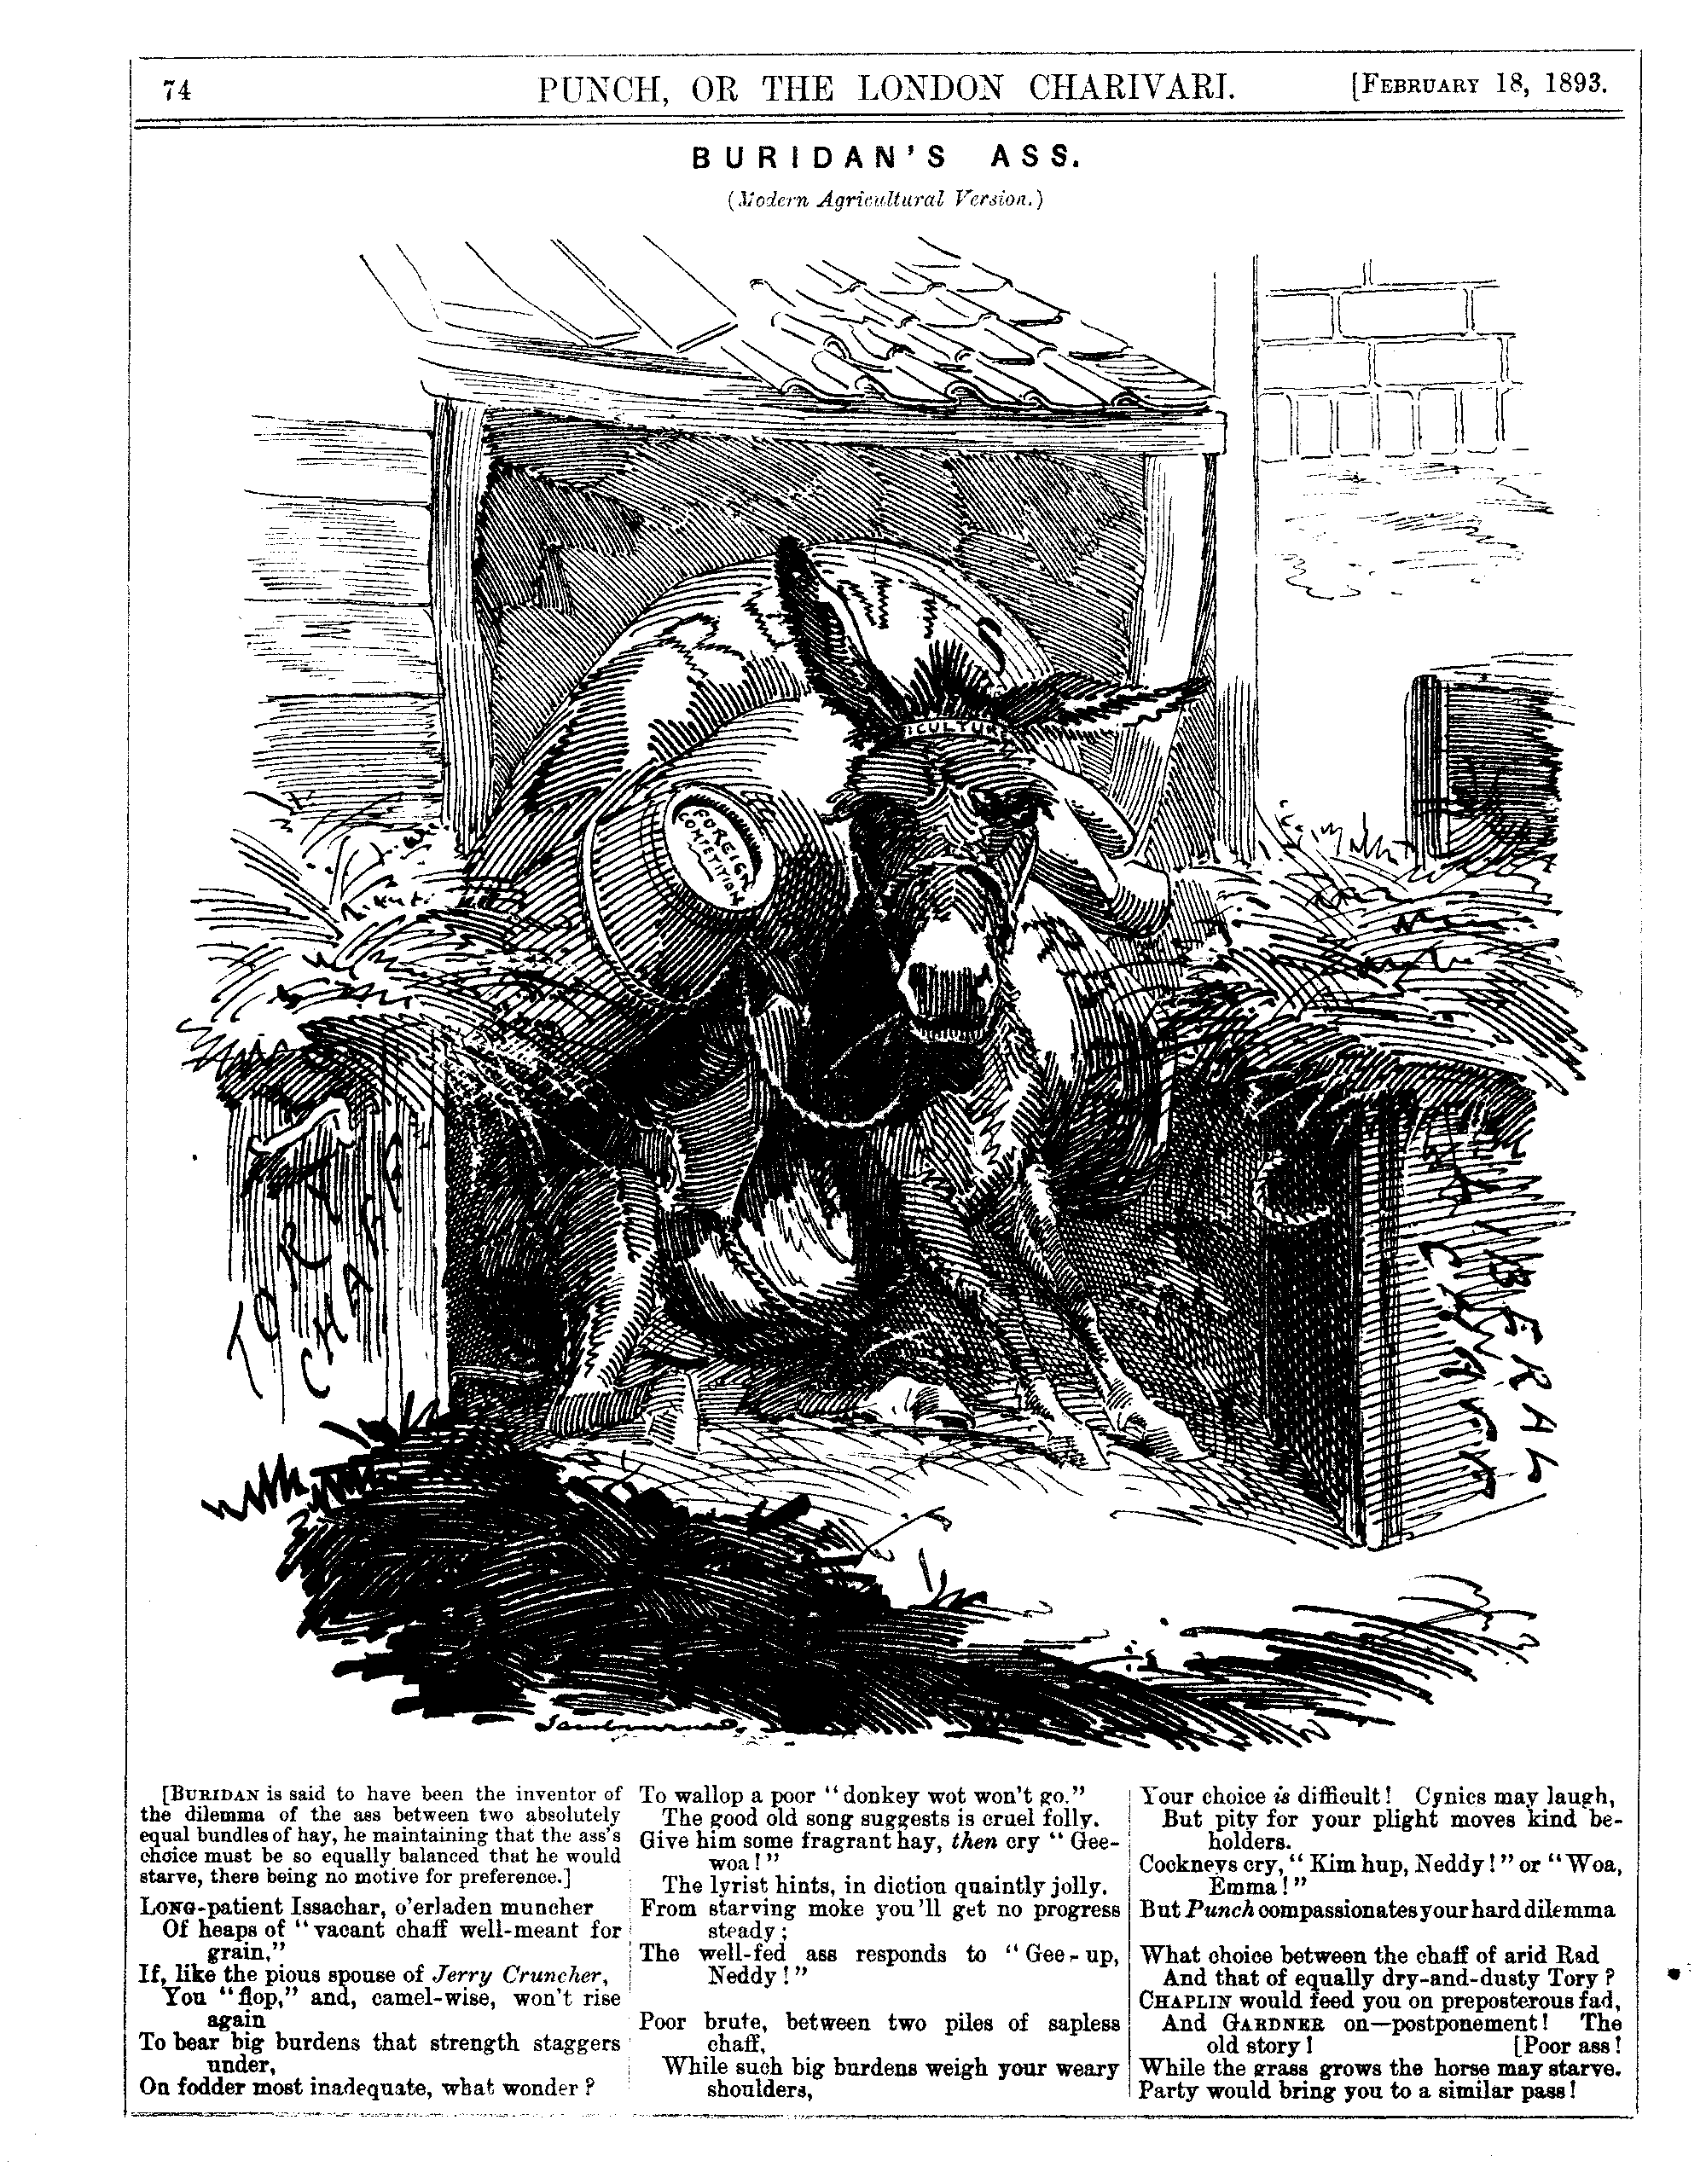 74
PUNCH, OR THE LONDON CHARIVARI.
[FEBRUARY 18, 1893.
BURIDAN'S ASS.
(Modern Agricultural Version.)
ICULTUR
FOREIGN
COMPETITION
TORY
CHAFF
LIBERAL
CHAFF
[BURIDAN is said to have been the inventor of
the dilemma of the ass between two absolutely
equal bundles of hay, he maintaining that the ass's
choice must be so equally balanced that he would
starve, there being no motive for preference.]
LONG-patient Issachar, o'erladen muncher
Of heaps of "vacant chaff well-meant for
grain,"
If, like the pious spouse of Jerry Cruncher,
You "flop," and, camel-wise, won't rise
again
To bear big burdens that strength staggers
under,
On fodder most inadequate, what wonder?
To wallop a poor "donkey wot won't go."
The good old song suggests is cruel folly.
Give him some fragrant hay, then cry "Gee-
woa!"
The lyrist hints, in diction quaintly jolly.
From starving moke you'll get no progress
steady;
The well-fed ass responds to "Gee-up,
Neddy!"
Poor brute, between two piles of sapless
chaff,
While such big burdens weigh your weary
shoulders,
Your choice is difficult! Cynics may laugh,
But pity for your plight moves kind be-
holders.
Cockneys cry, "Kim hup, Neddy!" or "Woa,
Emma!"
But Punch compassionates your hard dilemma
What choice between the chaff of arid Rad
And that of equally dry-and-dusty Tory?
CHAPLIN would feed you on preposterous fad,
And GARDNER on—postponement! The
old story! [Poor ass!
While the grass grows the horse may starve.
Party would bring you to a similar pass!